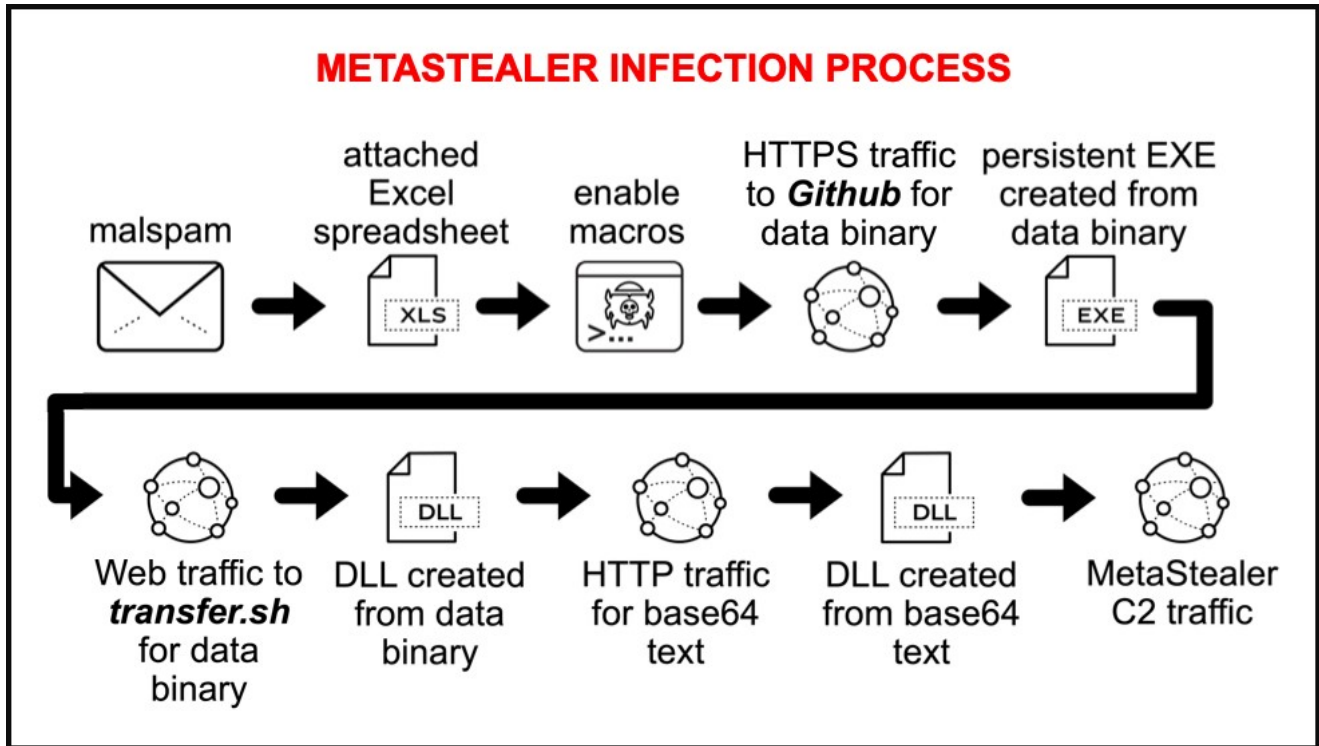 METASTEALER INFECTION PROCESS
malspam
attached
Excel
spreadsheet
XLS
enable
macros
>...
HTTPS traffic
to Github for
data binary
persistent EXE
created from
data binary
EXE
Web traffic to
transfer.sh
for data
binary
DLL
DLL created
from data
binary
HTTP traffic
for base64
text
DLL
DLL created
from base64
text
MetaStealer
C2 traffic